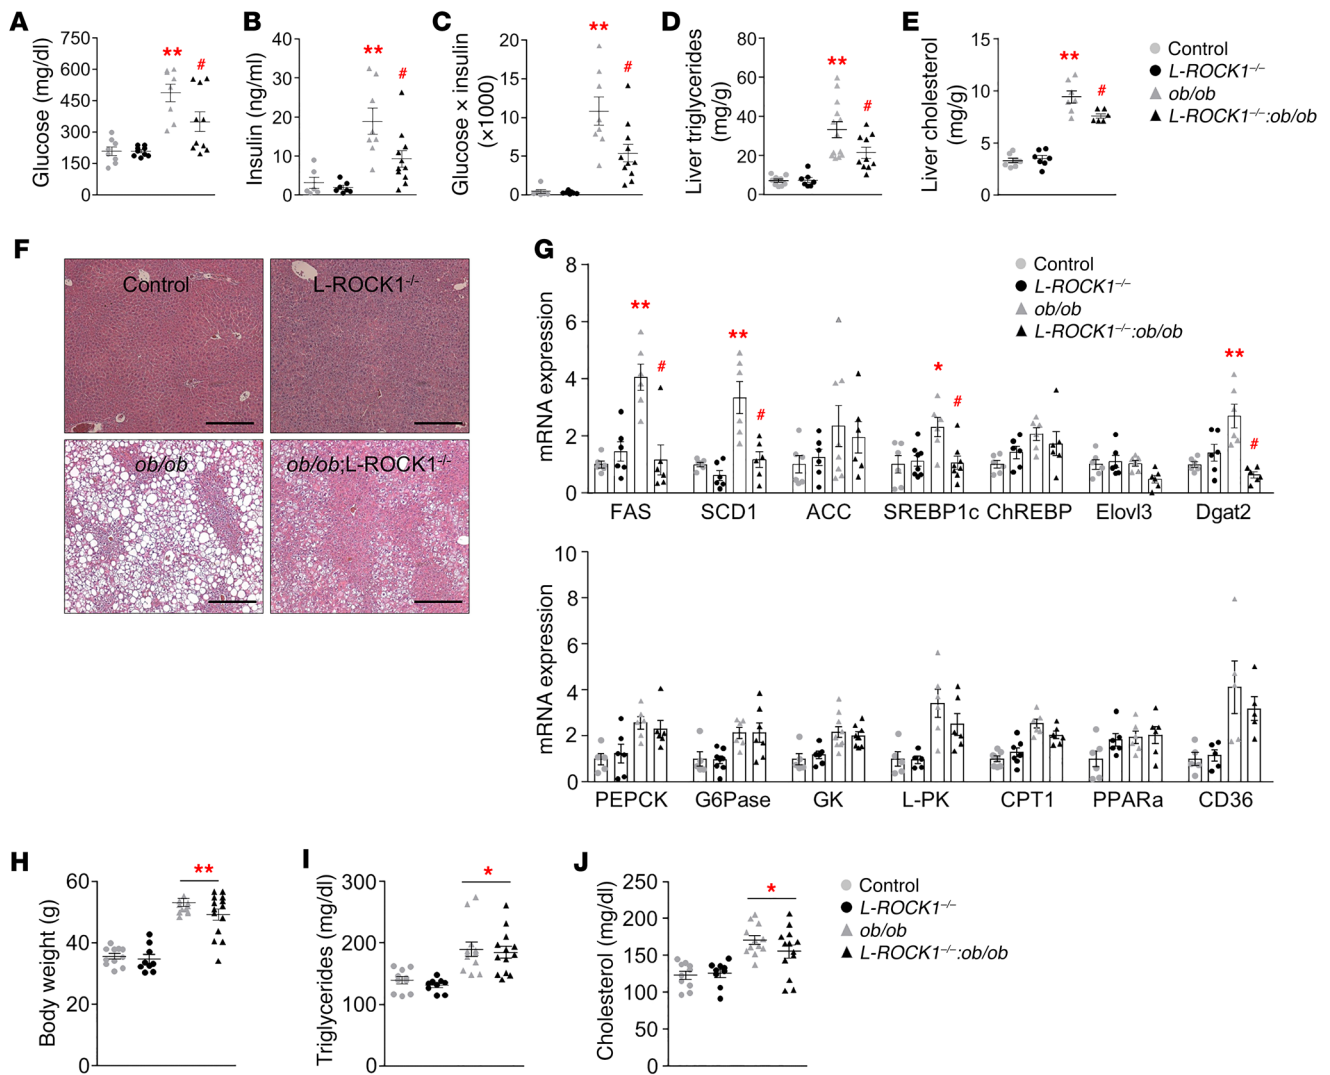 A
Glucose (mg/dl)
750
600
450
300
150
0
**
#
B
Insulin (ng/ml)
40
30
20
10
0
**
#
C
Glucose × insulin
(×1000)
20
15
10
5
0
**
#
D
Liver triglycerides
(mg/g)
80
60
40
20
0
**
#
E
Liver cholesterol
(mg/g)
15
10
5
0
**
#
Control
L-ROCK1–/–
ob/ob
L-ROCK1–/–:ob/ob
F
Control
L-ROCK1-/-
ob/ob
ob/ob;L-ROCK1-/-
G
mRNA expression
8
6
4
2
0
**
#
**
#
*
#
**
#
Control
L-ROCK1–/–
ob/ob
L-ROCK1–/–:ob/ob
FAS SCD1 ACC SREBP1c ChREBP Elovl3 Dgat2
mRNA expression
10
8
6
4
2
0
PEPCK G6Pase GK L-PK CPT1 PPARa CD36
H
Body weight (g)
60
40
20
0
**
I
Triglycerides (mg/dl)
300
200
100
0
*
J
Cholesterol (mg/dl)
250
200
150
100
50
0
*
Control
L-ROCK1–/–
ob/ob
L-ROCK1–/–:ob/ob